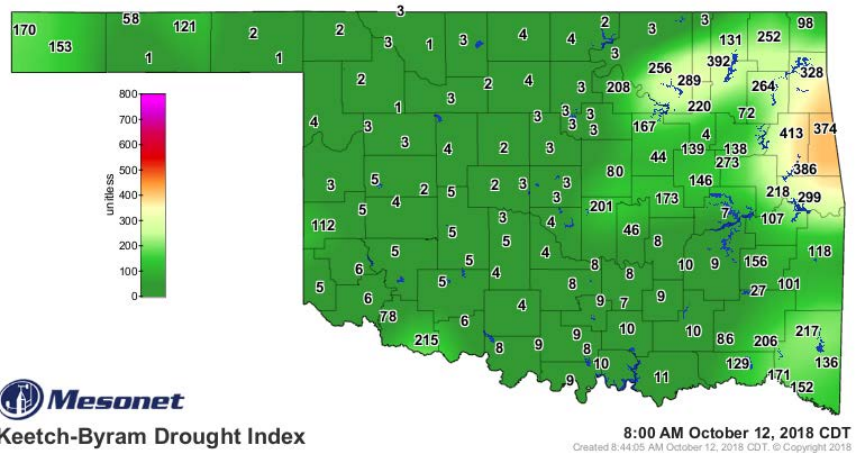 3
170 58 121 2 2 3 1 3 4 4 2 3 3 131 252 98
153 1 1 3 392
2 2 4 3 208 256 289 264 328
1 3 220 72
4 3 3 4 2 3 3 3 3 3 167 4 413 374
3 5 4 2 5 2 3 3 3 80 44 139 138 273 386
112 5 3 4 201 146 173 218 299
5 5 5 4 46 8 7 107
6 5 5 4 8 8 10 9 156 118
5 6 4 8 9 7 9 27 101
78 6 9 10 10 86 206 217
215 8 9 8 10 129 136
9 11 171 152
800
700
600
500
400
300
200
100
0
unitless
Mesonet
Keetch-Byram Drought Index
8:00 AM October 12, 2018 CDT
Created 8:44:05 AM October 12, 2018 CDT. © Copyright 2018